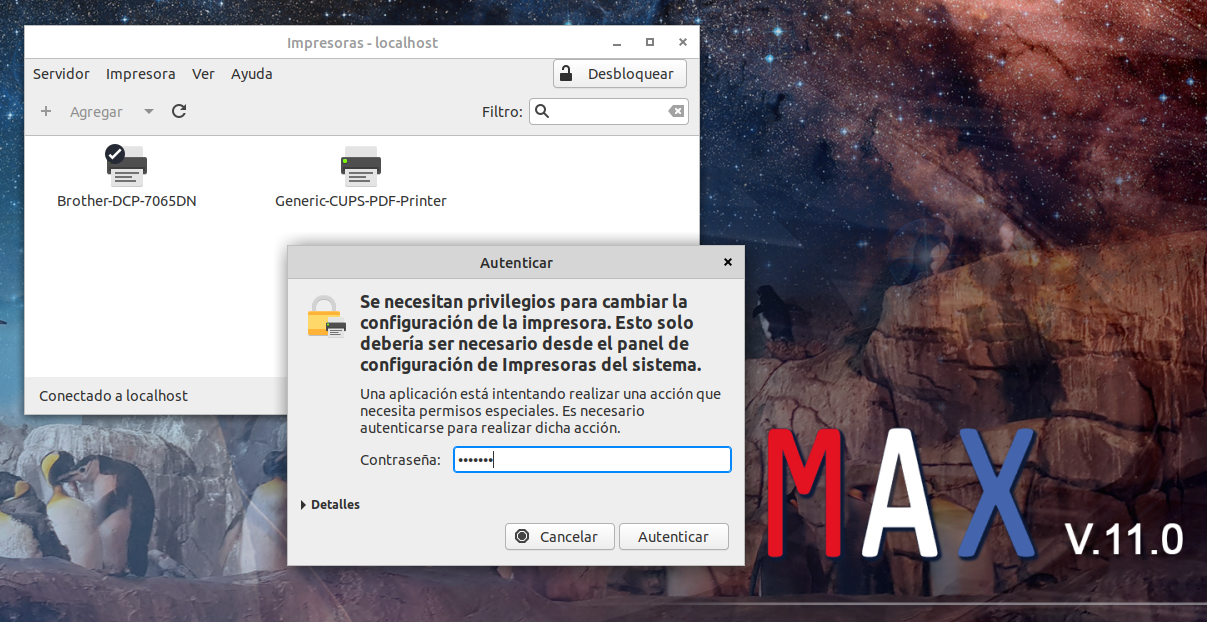 Impresoras - localhost
Servidor Impresora Ver Ayuda Desbloquear
Agregar Filtro:
Brother-DCP-7065DN Generic-CUPS-PDF-Printer
Autenticar
Se necesitan privilegios para cambiar la
configuración de la impresora. Esto solo
debería ser necesario desde el panel de
configuración de Impresoras del sistema.
Una aplicación está intentando realizar una acción que
necesita permisos especiales. Es necesario
autenticarse para realizar dicha acción.
Contraseña: •••••••
Detalles
Cancelar Autenticar
Conectado a localhost
MAX V.11.0